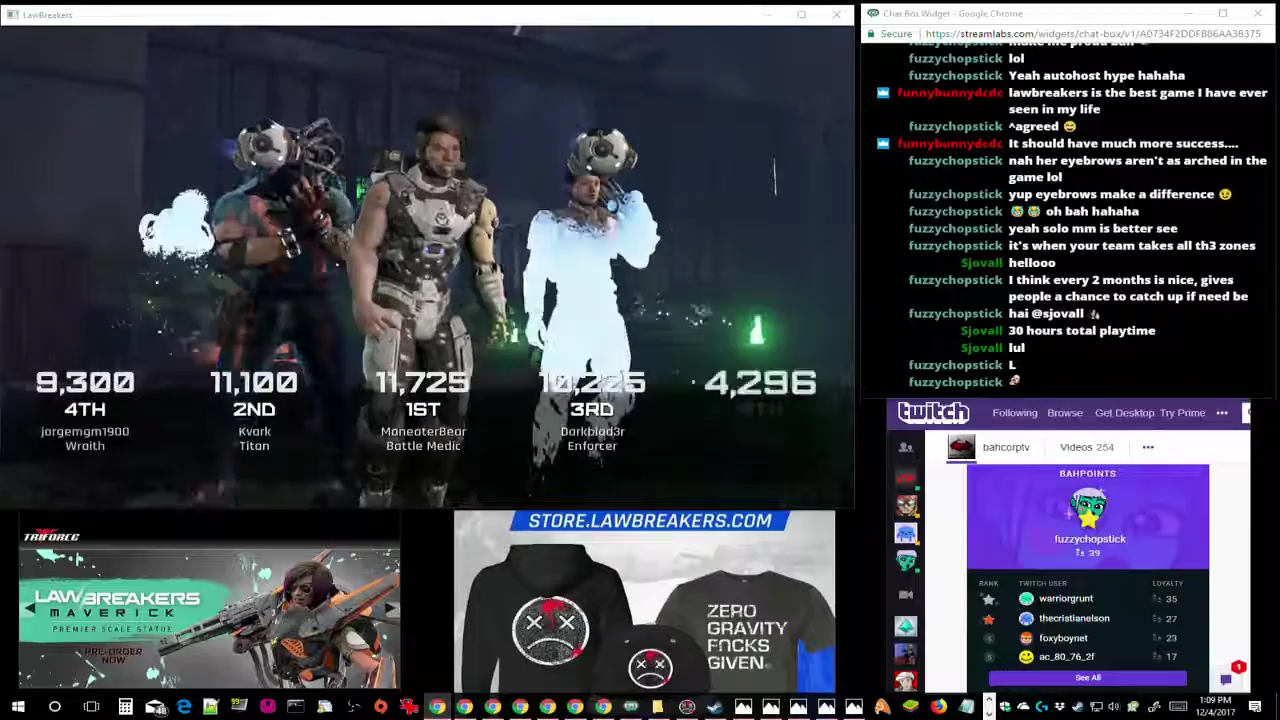 LawBreakers
9,300
4TH
jorgemgm1900
Wraith
11,100
2ND
Kvark
Titan
11,725
1ST
ManeaterBear
Battle Medic
10,225
3RD
Darkblad3r
Enforcer
4,296
Chat Box Widget - Google Chrome
Secure https://streamlabs.com/widgets/chat-box/v1/A0734F2DDFB86AA38375
fuzzychopstick make me proud bah
fuzzychopstick lol
fuzzychopstick Yeah autohost hype hahaha
funnybunnydcdc lawbreakers is the best game I have ever
seen in my life
fuzzychopstick ^agreed 😄
funnybunnydcdc It should have much more success....
fuzzychopstick nah her eyebrows aren't as arched in the
game lol
fuzzychopstick yup eyebrows make a difference 😉
fuzzychopstick 😭 😭 oh bah hahaha
fuzzychopstick yeah solo mm is better see
fuzzychopstick it's when your team takes all th3 zones
Sjovall hellooo
fuzzychopstick I think every 2 months is nice, gives
people a chance to catch up if need be
fuzzychopstick hai @sjovall
Sjovall 30 hours total playtime
Sjovall lul
fuzzychopstick L
fuzzychopstick
twitch Following Browse Get Desktop Try Prime •••
bahcorptv Videos 254 •••
BAHPOINTS
fuzzychopstick
39
RANK TWITCH USER LOYALTY
warriorgrunt 35
thecristianelson 27
foxyboynet 23
5 ac_80_76_2f 17
See All
1
TRIFORCE
LAWBREAKERS
MAVERICK
PREMIER SCALE STATUE
PRE-ORDER
NOW
STORE.LAWBREAKERS.COM
ZERO
GRAVITY
F?CKS
GIVEN
1:09 PM
12/4/2017